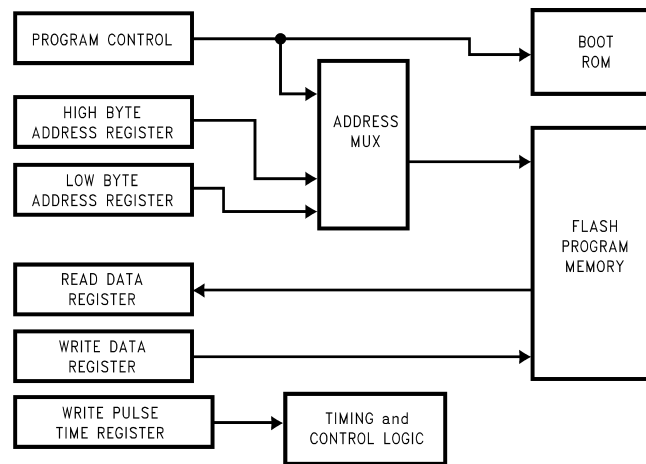 PROGRAM CONTROL
BOOT
ROM
HIGH BYTE
ADDRESS REGISTER
ADDRESS
MUX
LOW BYTE
ADDRESS REGISTER
FLASH
PROGRAM
MEMORY
READ DATA
REGISTER
WRITE DATA
REGISTER
WRITE PULSE
TIME REGISTER
TIMING and
CONTROL LOGIC